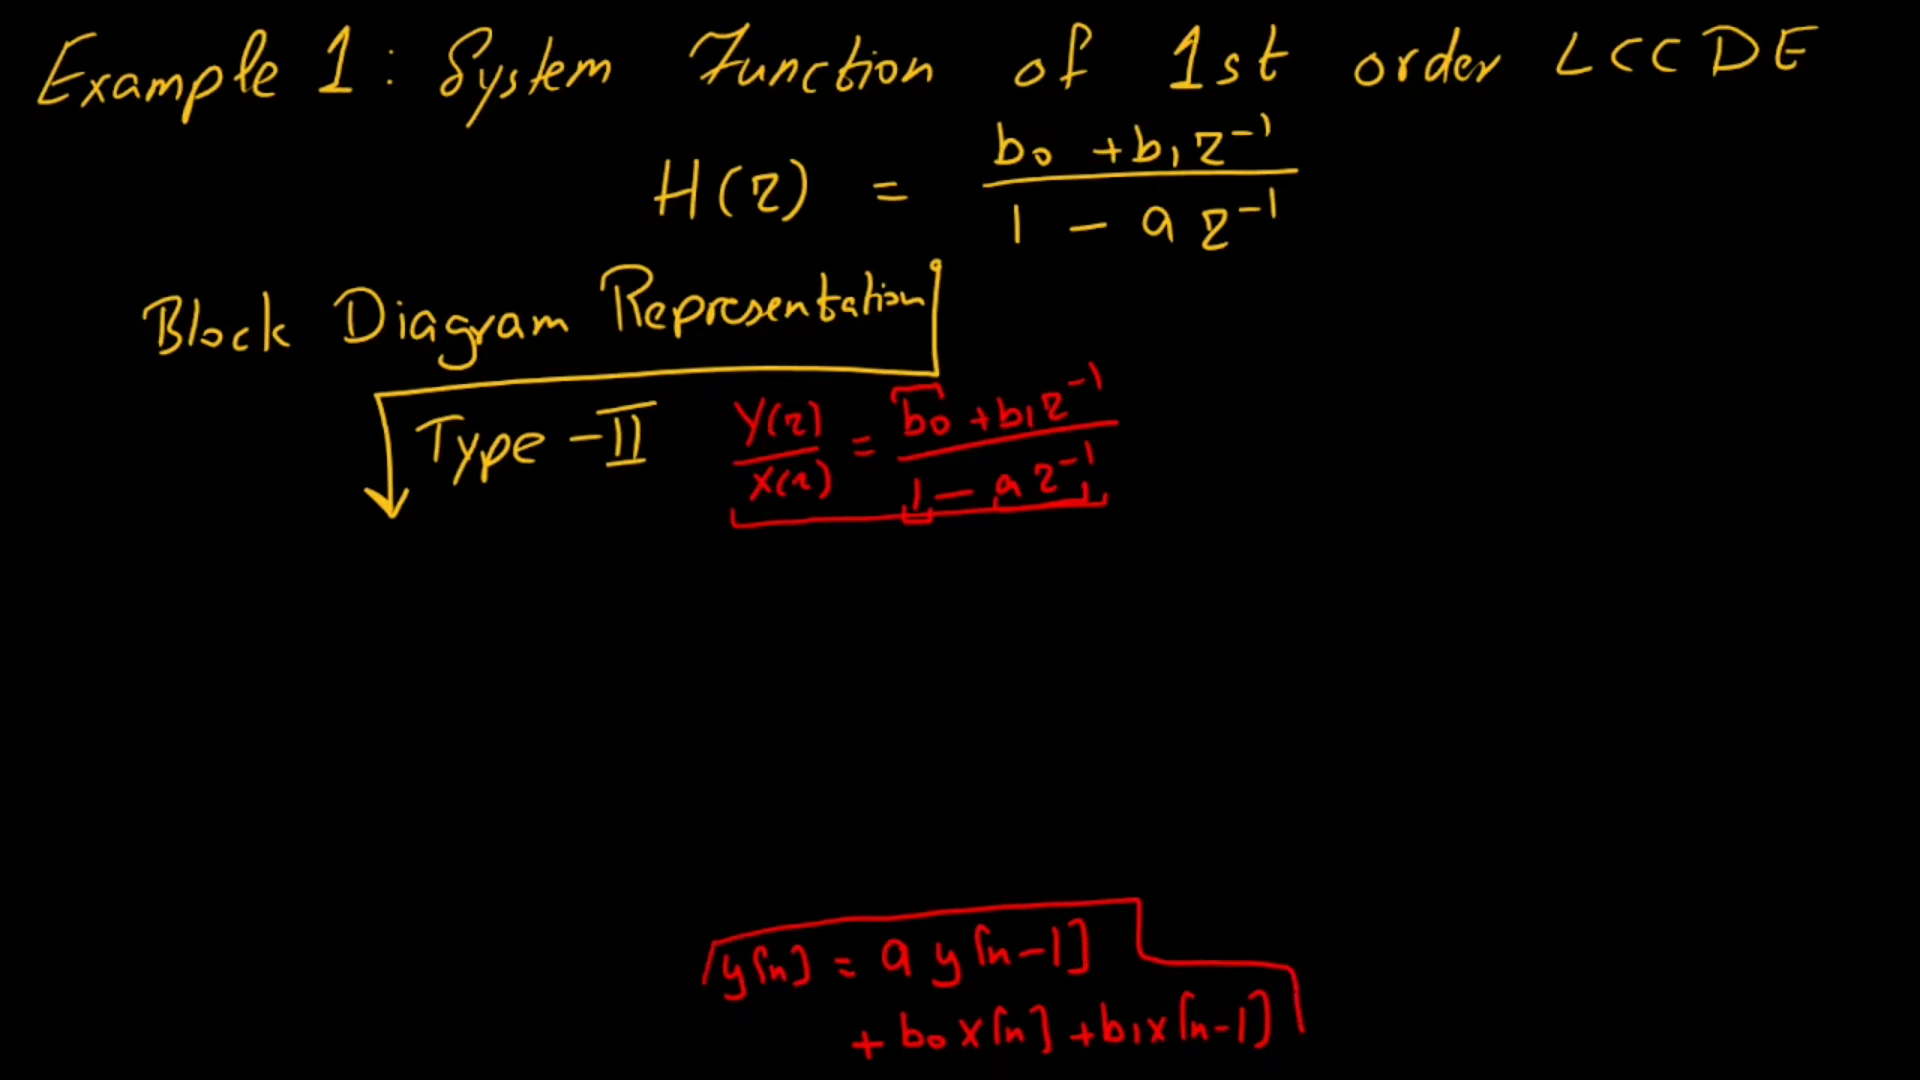 Example 1: System Function of 1st order LCCDE
H(z) = b₀ + b₁z⁻¹ / 1 - a z⁻¹
Block Diagram Representation
Type-II Y(z)/X(z) = b₀ + b₁z⁻¹ / 1 - a z⁻¹
y[n] = a y[n-1]
+ b₀ x[n] + b₁x[n-1]